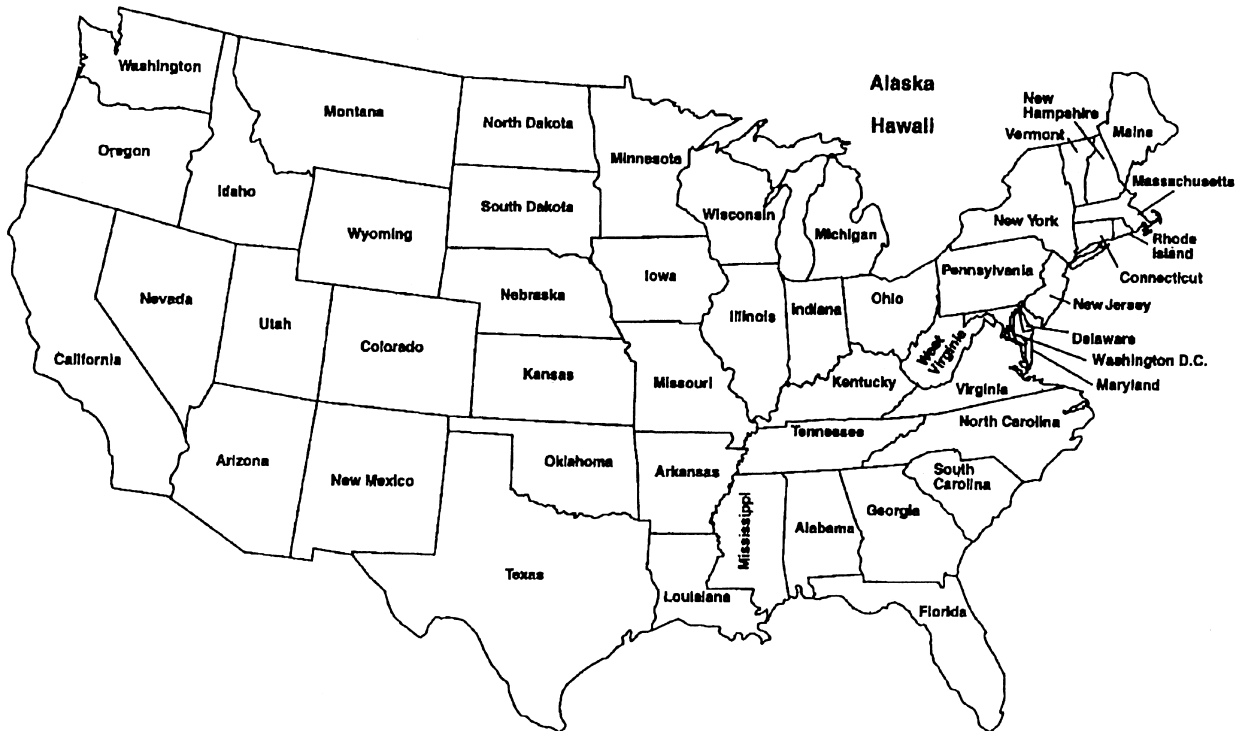 Washington
Montana
North Dakota
Minnesota
Alaska
Hawaii
New
Hampshire
Vermont
Maine
Oregon
Idaho
Wyoming
South Dakota
Wisconsin
Michigan
New York
Massachusetts
Rhode
Island
Connecticut
Nevada
Utah
Colorado
Nebraska
Iowa
Illinois
Indiana
Ohio
Pennsylvania
New Jersey
Delaware
Washington D.C.
Maryland
California
Kansas
Missouri
Kentucky
West
Virginia
Virginia
Arizona
New Mexico
Oklahoma
Arkansas
Tennessee
North Carolina
South
Carolina
Texas
Louisiana
Mississippi
Alabama
Georgia
Florida